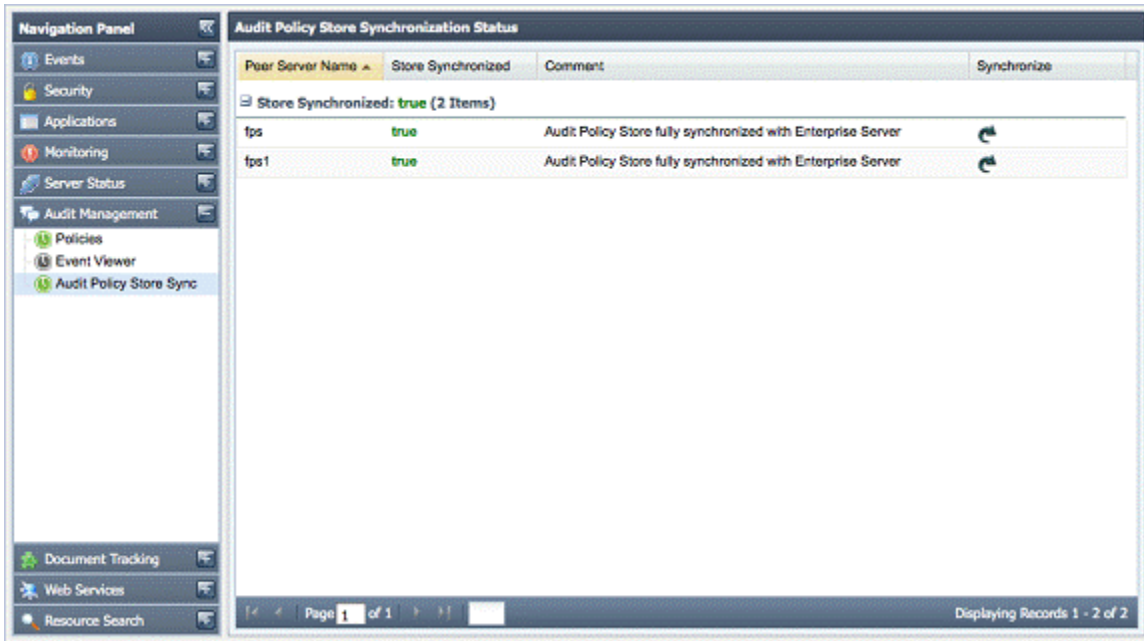 Navigation Panel
Events
Security
Applications
Monitoring
Server Status
Audit Management
Policies
Event Viewer
Audit Policy Store Sync
Document Tracking
Web Services
Resource Search
Audit Policy Store Synchronization Status
Peer Server Name Store Synchronized Comment Synchronize
Store Synchronized: true (2 Items)
fps true Audit Policy Store fully synchronized with Enterprise Server
fps1 true Audit Policy Store fully synchronized with Enterprise Server
Page 1 of 1 Displaying Records 1 - 2 of 2